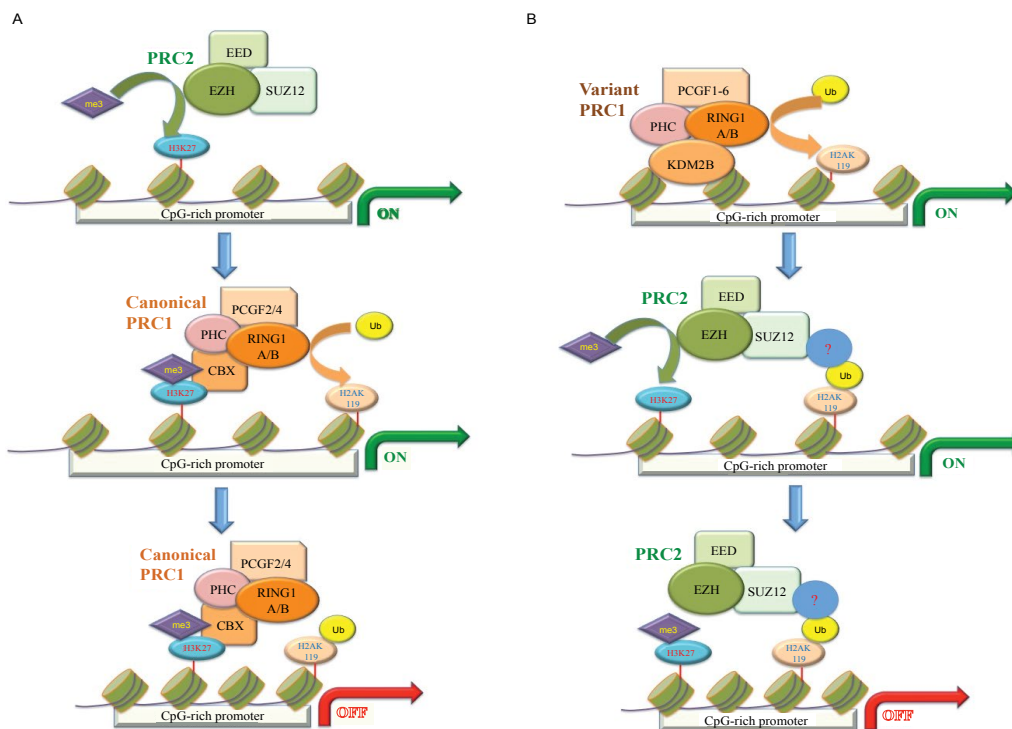 A
PRC2
EED
EZH
SUZ12
me3
H3K27
CpG-rich promoter
ON
Canonical
PRC1
PCGF2/4
PHC
RING1
A/B
Ub
me3
CBX
H3K27
H2AK
119
CpG-rich promoter
ON
Canonical
PRC1
PCGF2/4
PHC
RING1
A/B
me3
CBX
Ub
H3K27
H2AK
119
CpG-rich promoter
OFF
B
Variant
PRC1
PCGF1-6
Ub
PHC
RING1
A/B
KDM2B
H2AK
119
CpG-rich promoter
ON
PRC2
EED
EZH
SUZ12
?
me3
Ub
H3K27
H2AK
119
CpG-rich promoter
ON
PRC2
EED
EZH
SUZ12
?
me3
Ub
H3K27
H2AK
119
CpG-rich promoter
OFF